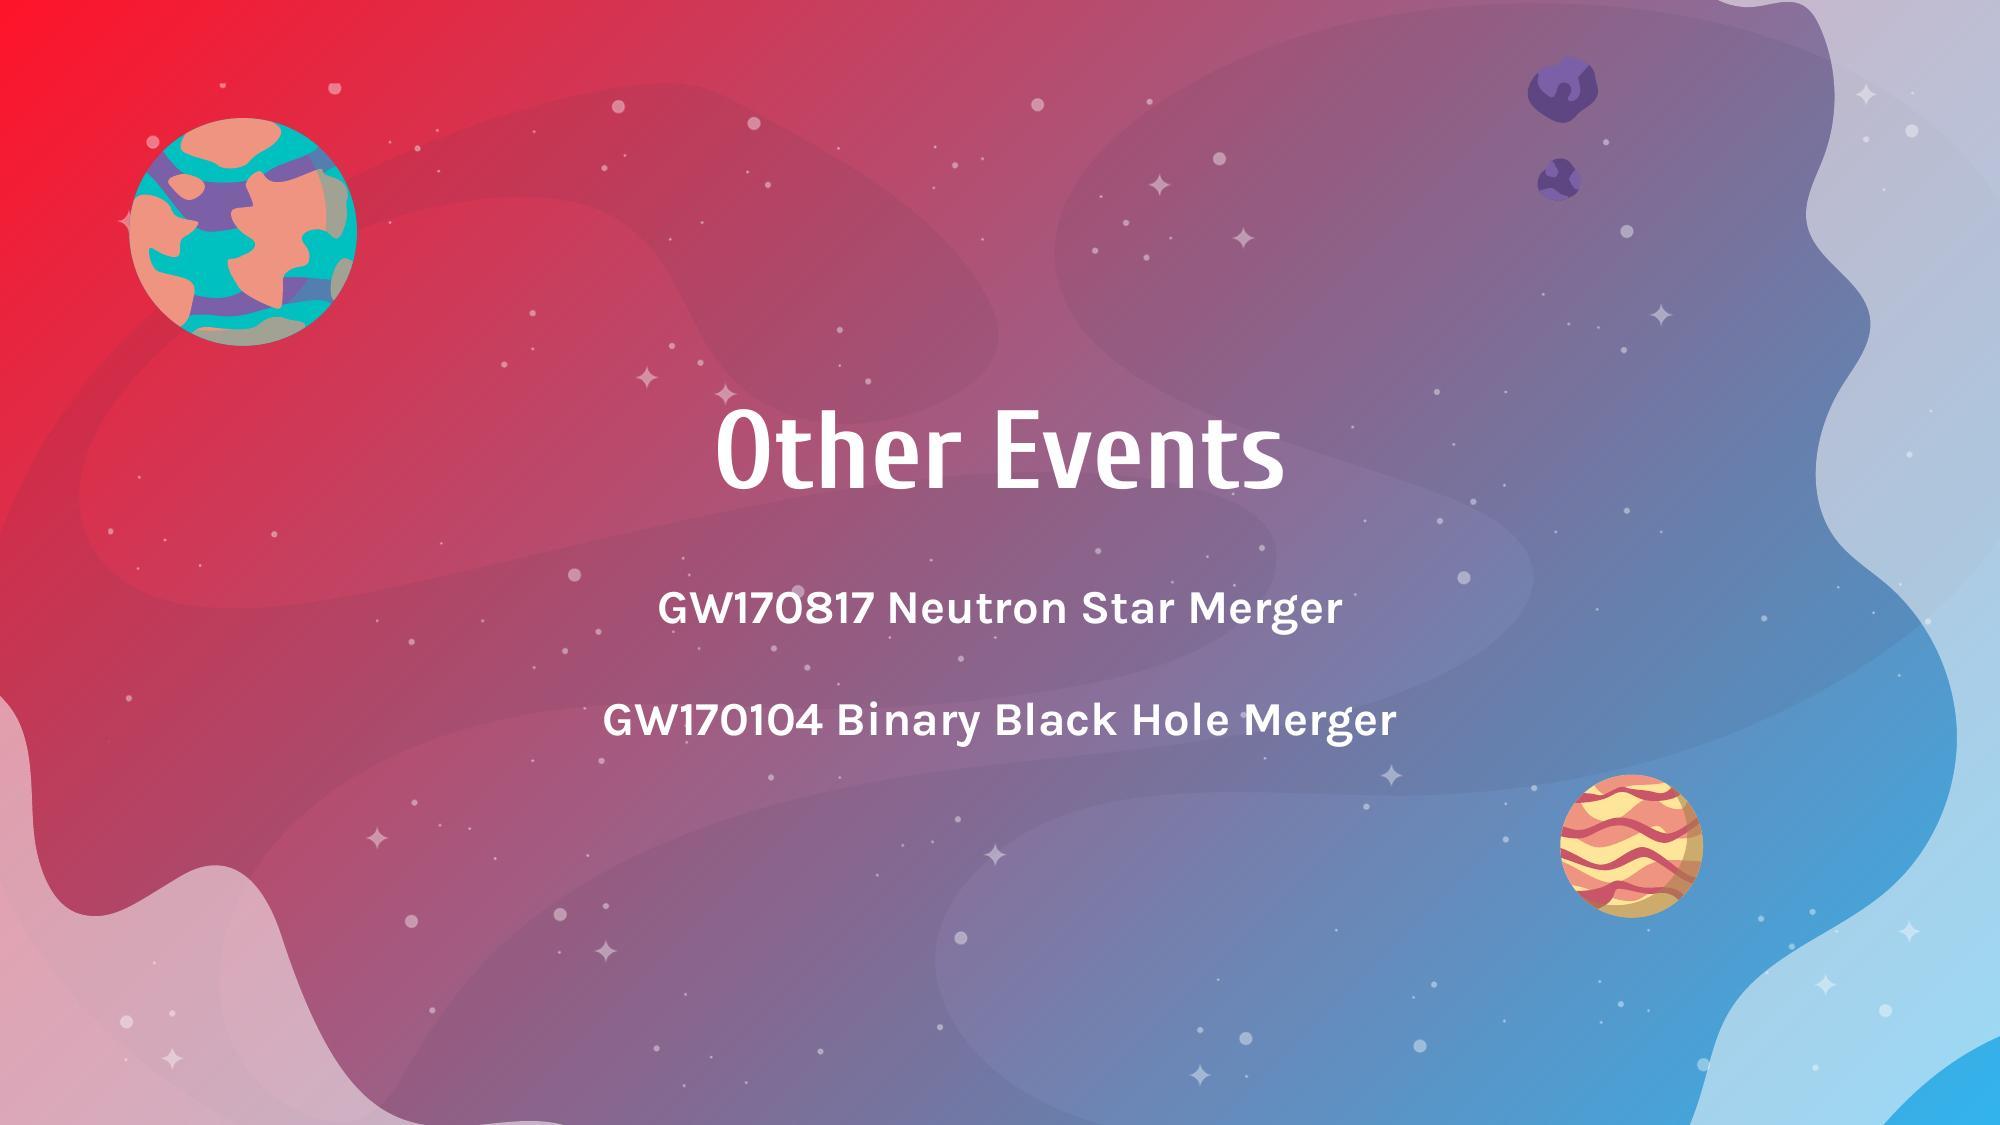 Other Events
GW170817 Neutron Star Merger
GW170104 Binary Black Hole Merger